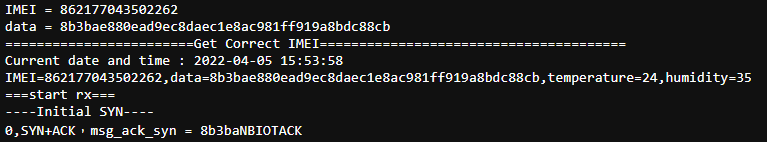 IMEI = 862177043502262
data = 8b3bae880ead9ec8daec1e8ac981ff919a8bdc88cb
========================Get Correct IMEI=======================================
Current date and time : 2022-04-05 15:53:58
IMEI=862177043502262,data=8b3bae880ead9ec8daec1e8ac981ff919a8bdc88cb,temperature=24,humidity=35
===start rx===
----Initial SYN----
0,SYN+ACK，msg_ack_syn = 8b3baNBIOTACK